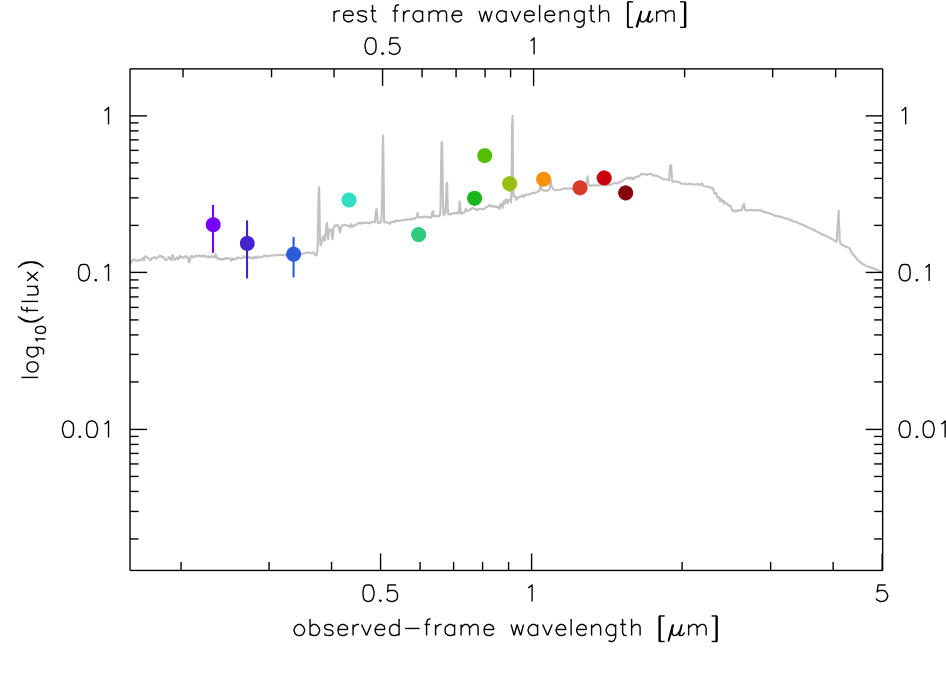 rest frame wavelength [μm]
0.5 1
1 1
0.1 0.1
0.01 0.01
log10(flux)
0.5 1 5
observed-frame wavelength [μm]